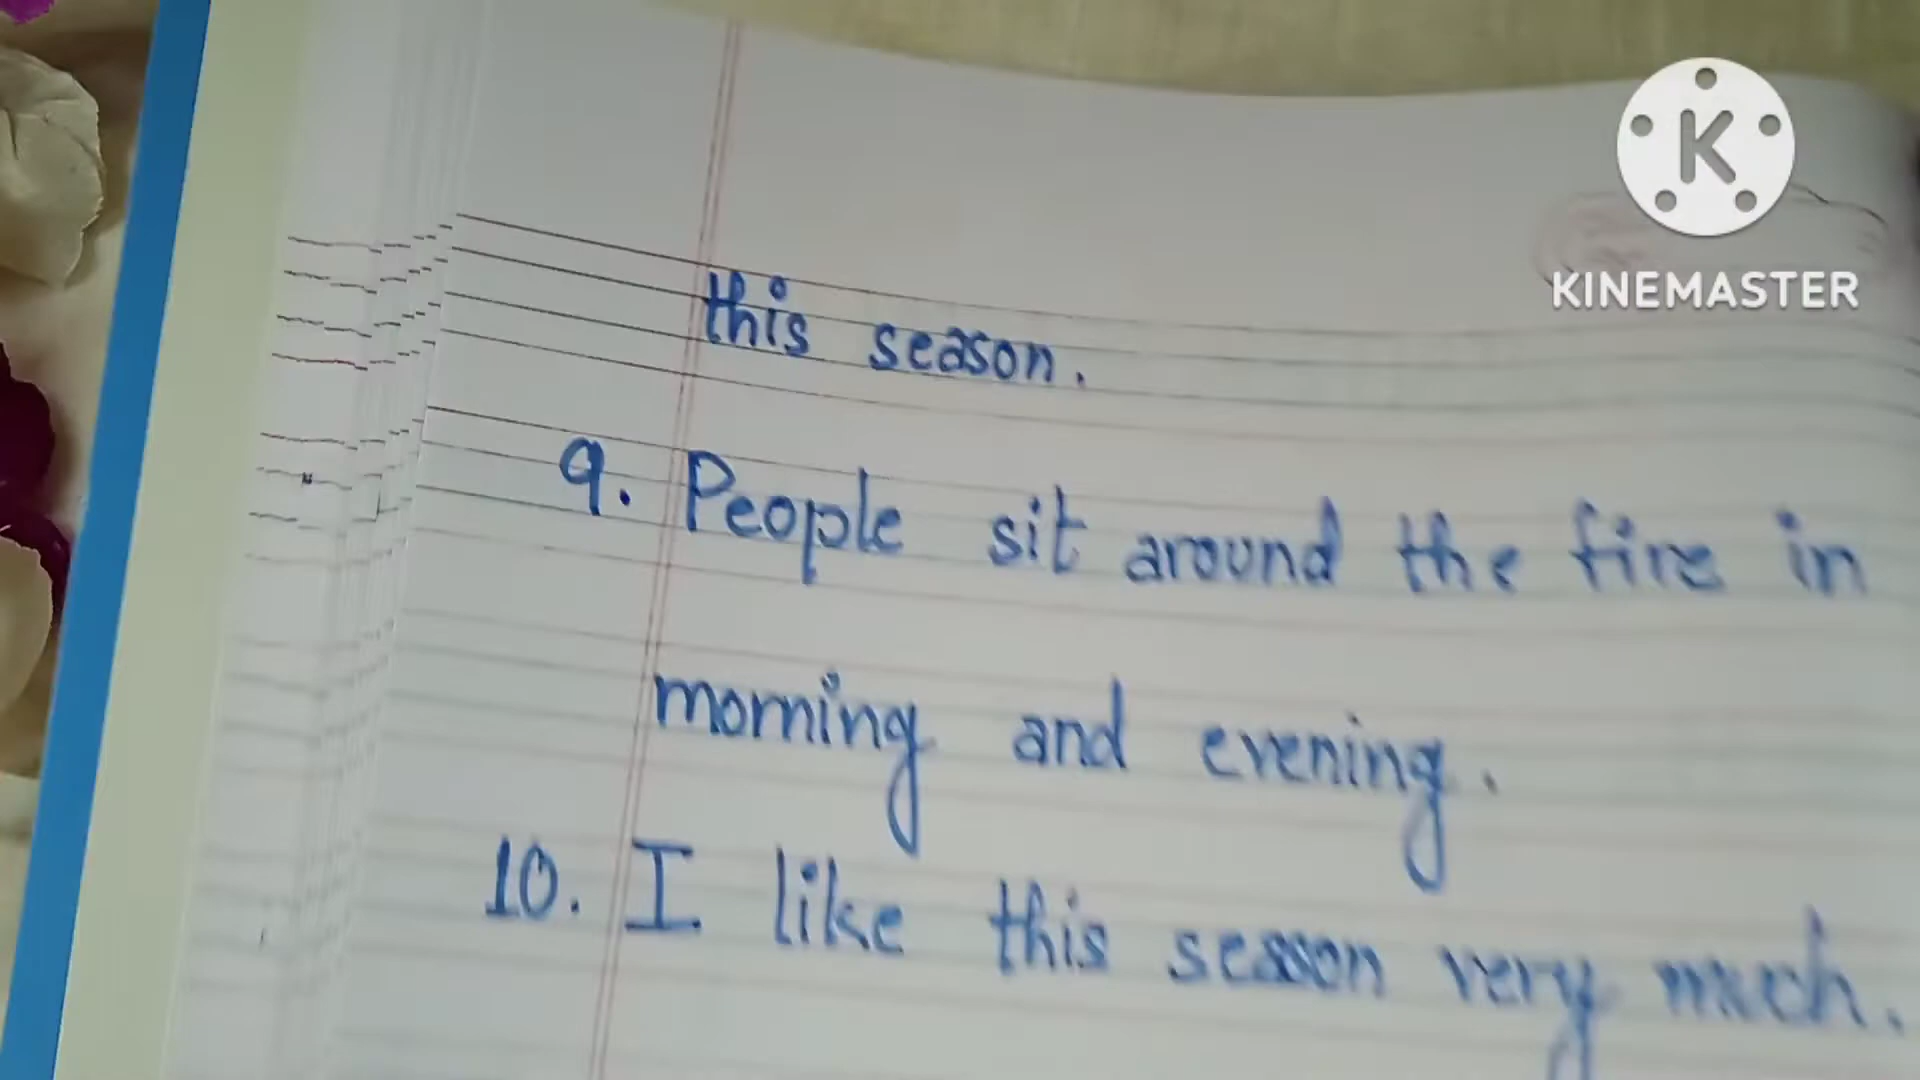 KINEMASTER
this season.
9. People sit around the fire in
morning and evening.
10. I like this season very much.